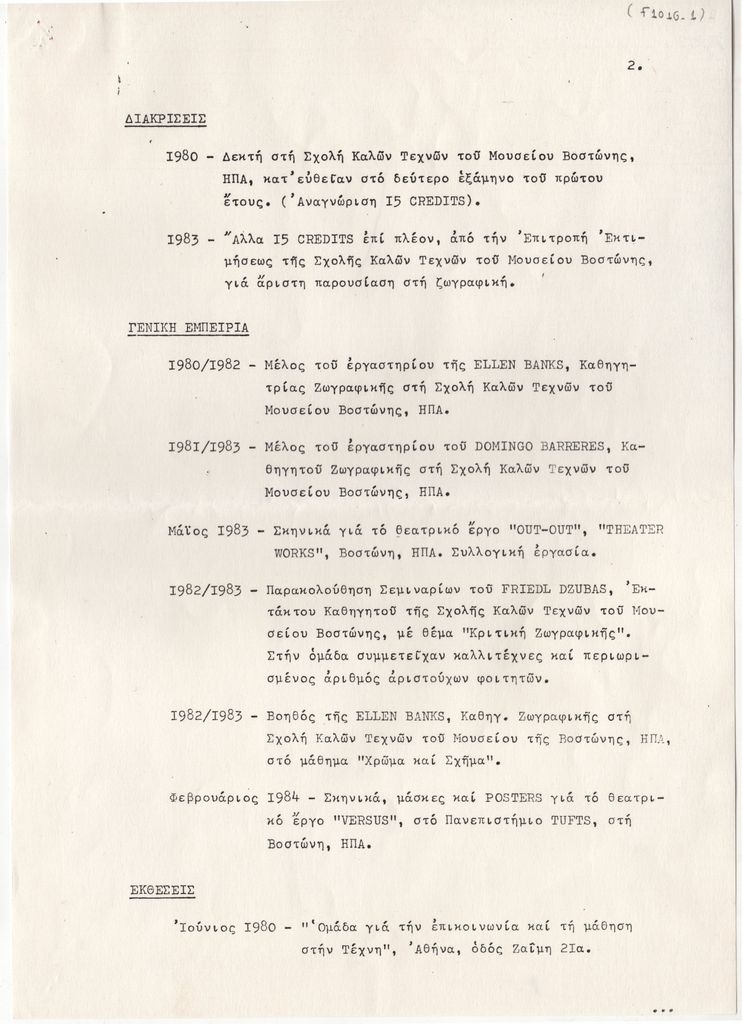 (F1016-1)
2.
ΔΙΑΚΡΙΣΕΙΣ
1980 - Δεκτή στή Σχολή Καλῶν Τεχνῶν τοῦ Μουσείου Βοστώνης,
ΗΠΑ, κατ'εὐθεῖαν στό δεύτερο ἑξάμηνο τοῦ πρώτου
ἔτους. ('Αναγνώριση 15 CREDITS).
1983 - "Αλλα 15 CREDITS ἐπί πλέον, ἀπό τήν 'Επιτροπή 'Εκτι-
μήσεως τῆς Σχολῆς Καλῶν Τεχνῶν τοῦ Μουσείου Βοστώνης,
γιά ἄριστη παρουσίαση στή ζωγραφική.
ΓΕΝΙΚΗ ΕΜΠΕΙΡΙΑ
1980/1982 - Μέλος τοῦ ἐργαστηρίου τῆς ELLEN BANKS, Καθηγη-
τρίας Ζωγραφικῆς στή Σχολή Καλῶν Τεχνῶν τοῦ
Μουσείου Βοστώνης, ΗΠΑ.
1981/1983 - Μέλος τοῦ ἐργαστηρίου τοῦ DOMINGO BARRERES, Κα-
θηγητοῦ Ζωγραφικῆς στή Σχολή Καλῶν Τεχνῶν τοῦ
Μουσείου Βοστώνης, ΗΠΑ.
Μάϊος 1983 - Σκηνικά γιά τό θεατρικό ἔργο "OUT-OUT", "THEATER
WORKS", Βοστώνη, ΗΠΑ. Συλλογική ἐργασία.
1982/1983 - Παρακολούθηση Σεμιναρίων τοῦ FRIEDL DZUBAS, 'Εκ-
τάκτου Καθηγητοῦ τῆς Σχολῆς Καλῶν Τεχνῶν τοῦ Μου-
σείου Βοστώνης, μέ θέμα "Κριτική Ζωγραφικῆς".
Στήν ὁμάδα συμμετεῖχαν καλλιτέχνες καί περιωρι-
σμένος ἀριθμός ἀριστούχων φοιτητῶν.
1982/1983 - Βοηθός τῆς ELLEN BANKS, Καθηγ. Ζωγραφικῆς στή
Σχολή Καλῶν Τεχνῶν τοῦ Μουσείου τῆς Βοστώνης, ΗΠΑ,
στό μάθημα "Χρῶμα καί Σχῆμα".
Φεβρουάριος 1984 - Σκηνικά, μάσκες καί POSTERS γιά τό θεατρι-
κό ἔργο "VERSUS", στό Πανεπιστήμιο TUFTS, στή
Βοστώνη, ΗΠΑ.
ΕΚΘΕΣΕΙΣ
'Ιούνιος 1980 - "'Ομάδα γιά τήν ἐπικοινωνία καί τή μάθηση
στήν Τέχνη", 'Αθήνα, ὁδός Ζαΐμη 21α.
...